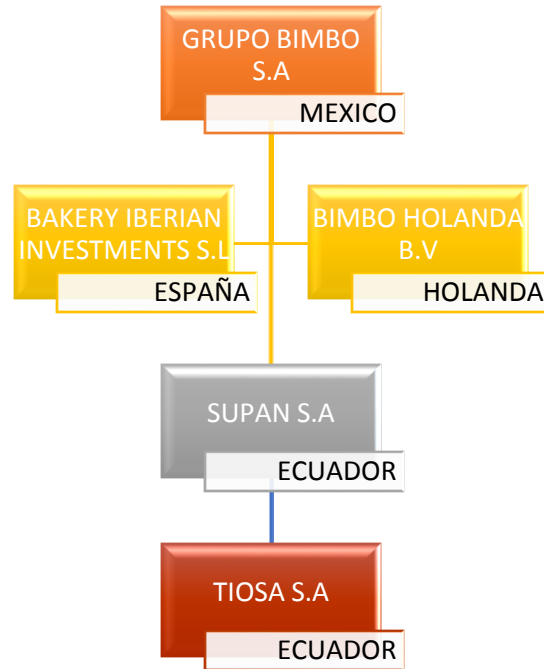 GRUPO BIMBO
S.A
MEXICO
BAKERY IBERIAN
INVESTMENTS S.L
ESPAÑA
BIMBO HOLANDA
B.V
HOLANDA
SUPAN S.A
ECUADOR
TIOSA S.A
ECUADOR